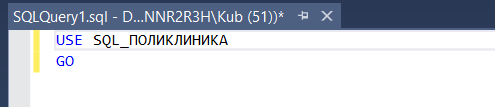 SQLQuery1.sql - D...NNR2R3H\Kub (51))*
USE SQL_ПОЛИКЛИНИКА
GO